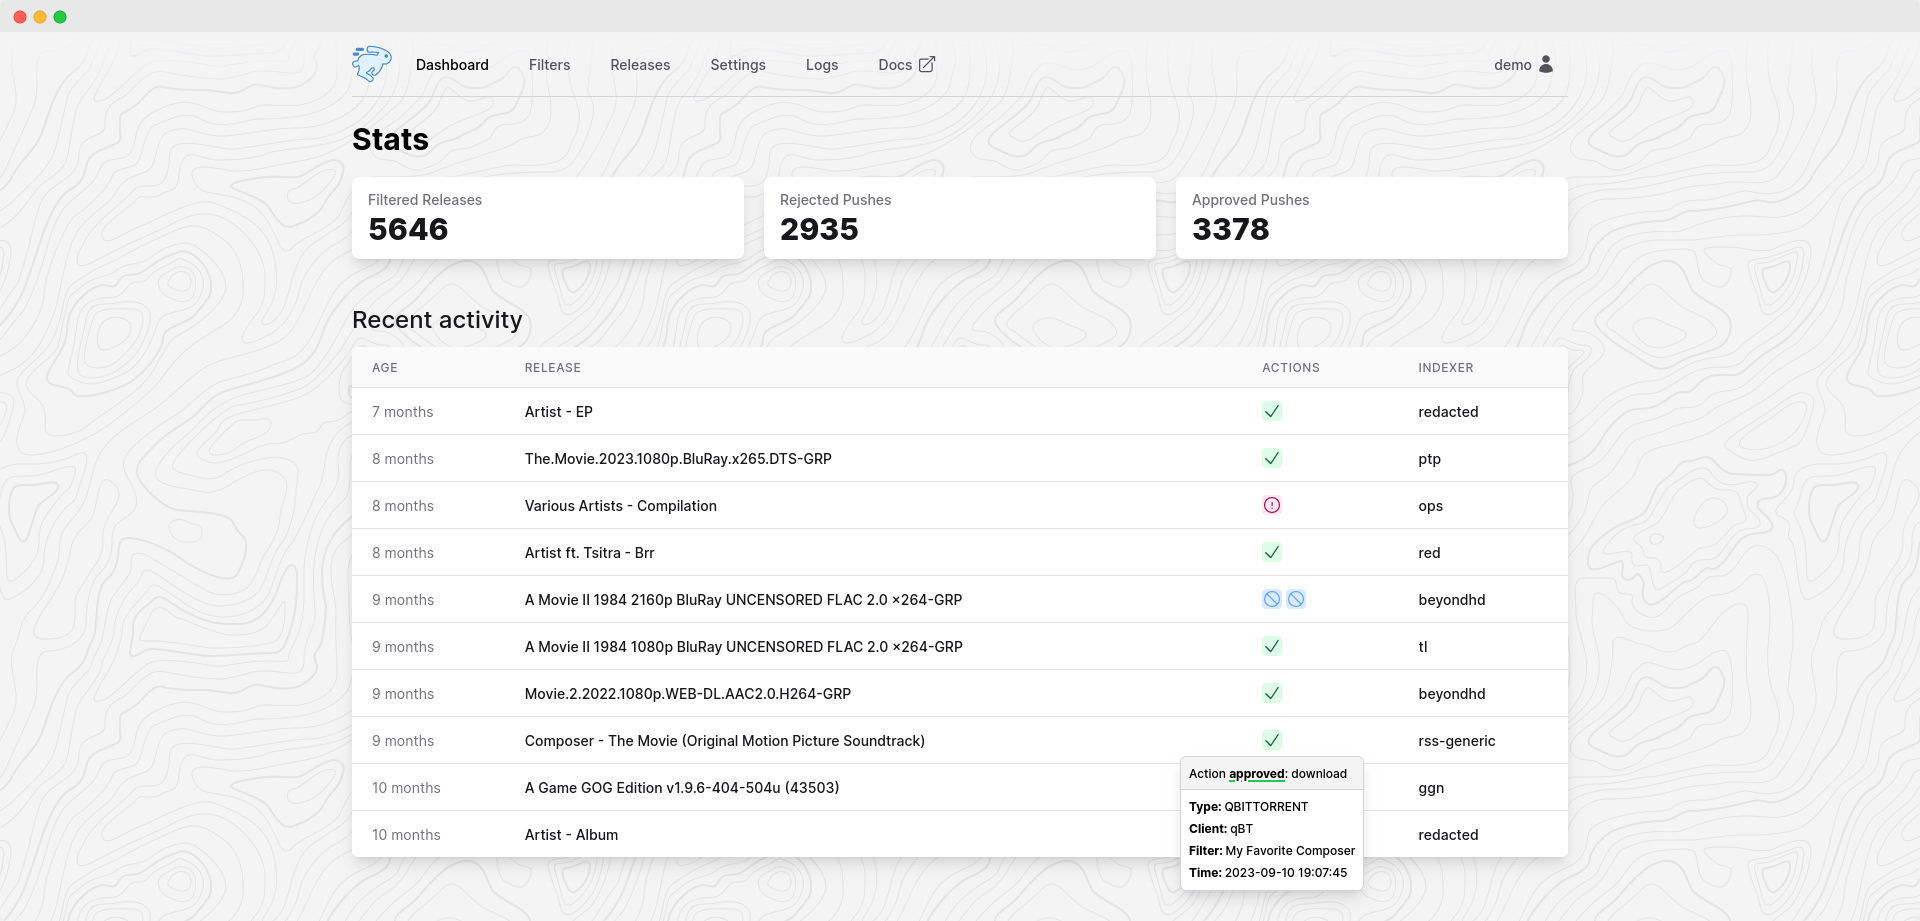 Dashboard Filters Releases Settings Logs Docs demo
Stats
Filtered Releases Rejected Pushes Approved Pushes
5646 2935 3378
Recent activity
AGE RELEASE ACTIONS INDEXER
7 months Artist - EP redacted
8 months The.Movie.2023.1080p.BluRay.x265.DTS-GRP ptp
8 months Various Artists - Compilation ops
8 months Artist ft. Tsitra - Brr red
9 months A Movie II 1984 2160p BluRay UNCENSORED FLAC 2.0 x264-GRP beyondhd
9 months A Movie II 1984 1080p BluRay UNCENSORED FLAC 2.0 x264-GRP tl
9 months Movie.2.2022.1080p.WEB-DL.AAC2.0.H264-GRP beyondhd
9 months Composer - The Movie (Original Motion Picture Soundtrack) rss-generic
10 months A Game GOG Edition v1.9.6-404-504u (43503) ggn
10 months Artist - Album redacted
Action approved: download
Type: QBITTORRENT
Client: qBT
Filter: My Favorite Composer
Time: 2023-09-10 19:07:45